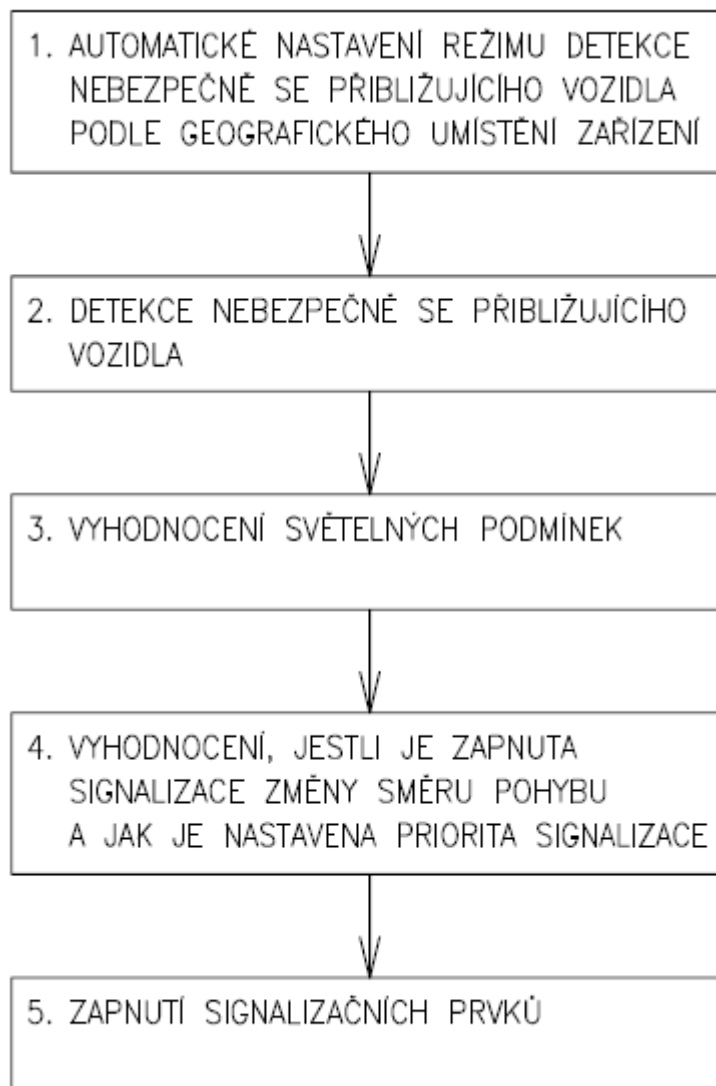 1. AUTOMATICKÉ NASTAVENÍ REŽIMU DETEKCE
NEBEZPEČNĚ SE PŘIBLIŽUJÍCÍHO VOZIDLA
PODLE GEOGRAFICKÉHO UMÍSTĚNÍ ZAŘÍZENÍ
2. DETEKCE NEBEZPEČNĚ SE PŘIBLIŽUJÍCÍHO
VOZIDLA
3. VYHODNOCENÍ SVĚTELNÝCH PODMÍNEK
4. VYHODNOCENÍ, JESTLI JE ZAPNUTA
SIGNALIZACE ZMĚNY SMĚRU POHYBU
A JAK JE NASTAVENA PRIORITA SIGNALIZACE
5. ZAPNUTÍ SIGNALIZAČNÍCH PRVKŮ